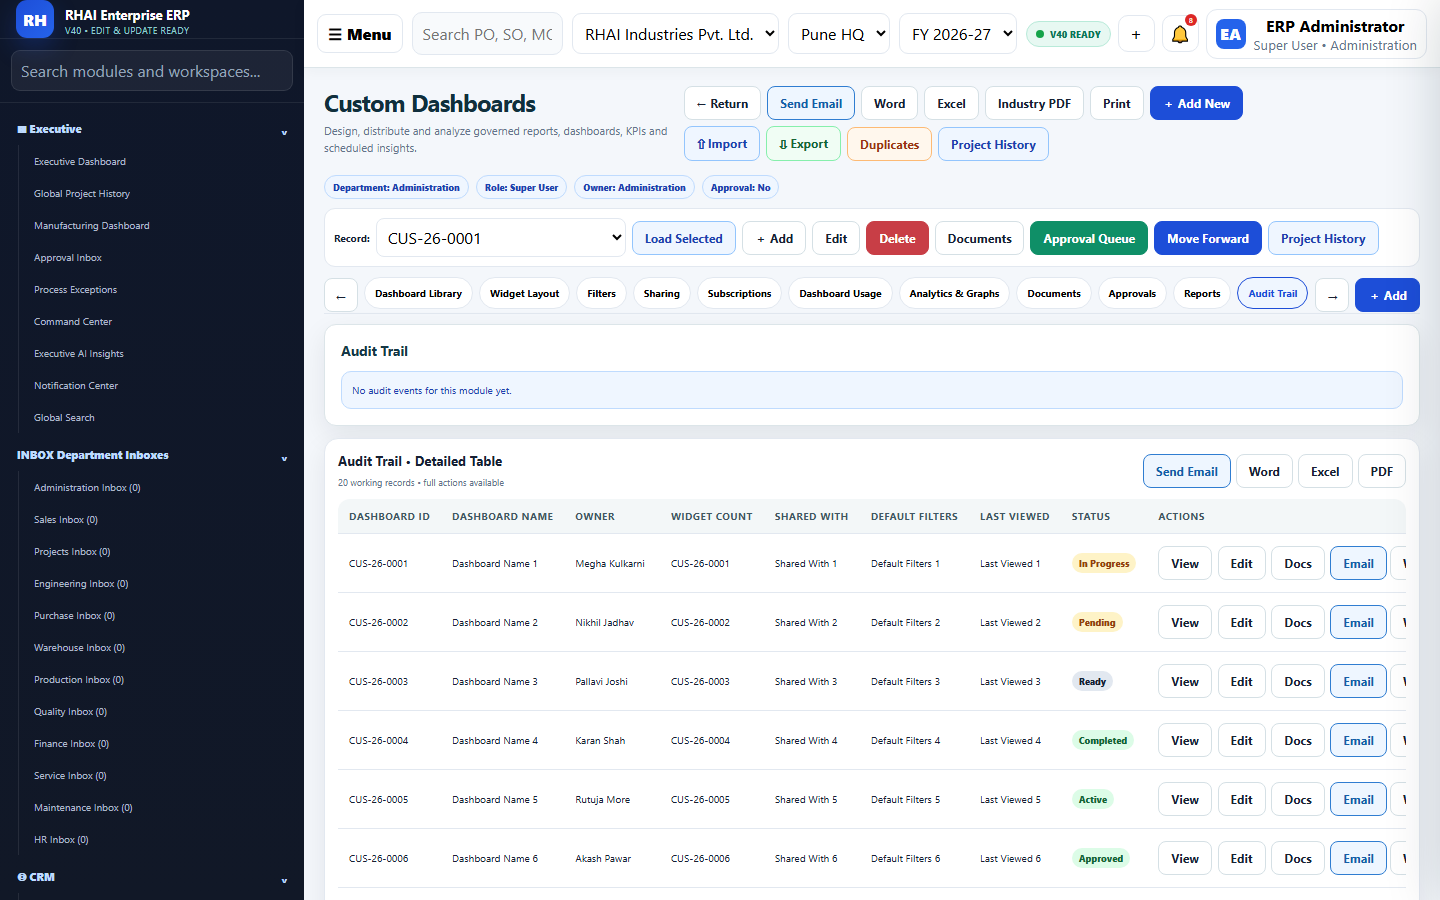 RH
RHAI Enterprise ERP
V40 • EDIT & UPDATE READY
Search modules and workspaces...
Executive
Executive Dashboard
Global Project History
Manufacturing Dashboard
Approval Inbox
Process Exceptions
Command Center
Executive AI Insights
Notification Center
Global Search
INBOX Department Inboxes
Administration Inbox (0)
Sales Inbox (0)
Projects Inbox (0)
Engineering Inbox (0)
Purchase Inbox (0)
Warehouse Inbox (0)
Production Inbox (0)
Quality Inbox (0)
Finance Inbox (0)
Service Inbox (0)
Maintenance Inbox (0)
HR Inbox (0)
CRM
☰ Menu
Search PO, SO, MO
RHAI Industries Pvt. Ltd.
Pune HQ
FY 2026-27
V40 READY
+
8
EA
ERP Administrator
Super User • Administration
Custom Dashboards
Design, distribute and analyze governed reports, dashboards, KPIs and
scheduled insights.
← Return
Send Email
Word
Excel
Industry PDF
Print
+ Add New
⇧ Import
⇩ Export
Duplicates
Project History
Department: Administration
Role: Super User
Owner: Administration
Approval: No
Record:
CUS-26-0001
Load Selected
+ Add
Edit
Delete
Documents
Approval Queue
Move Forward
Project History
←
Dashboard Library
Widget Layout
Filters
Sharing
Subscriptions
Dashboard Usage
Analytics & Graphs
Documents
Approvals
Reports
Audit Trail
→
+ Add
Audit Trail
No audit events for this module yet.
Audit Trail • Detailed Table
20 working records • full actions available
Send Email
Word
Excel
PDF
DASHBOARD ID DASHBOARD NAME OWNER WIDGET COUNT SHARED WITH DEFAULT FILTERS LAST VIEWED STATUS ACTIONS
CUS-26-0001 Dashboard Name 1 Megha Kulkarni CUS-26-0001 Shared With 1 Default Filters 1 Last Viewed 1 In Progress View Edit Docs Email
CUS-26-0002 Dashboard Name 2 Nikhil Jadhav CUS-26-0002 Shared With 2 Default Filters 2 Last Viewed 2 Pending View Edit Docs Email
CUS-26-0003 Dashboard Name 3 Pallavi Joshi CUS-26-0003 Shared With 3 Default Filters 3 Last Viewed 3 Ready View Edit Docs Email
CUS-26-0004 Dashboard Name 4 Karan Shah CUS-26-0004 Shared With 4 Default Filters 4 Last Viewed 4 Completed View Edit Docs Email
CUS-26-0005 Dashboard Name 5 Rutuja More CUS-26-0005 Shared With 5 Default Filters 5 Last Viewed 5 Active View Edit Docs Email
CUS-26-0006 Dashboard Name 6 Akash Pawar CUS-26-0006 Shared With 6 Default Filters 6 Last Viewed 6 Approved View Edit Docs Email